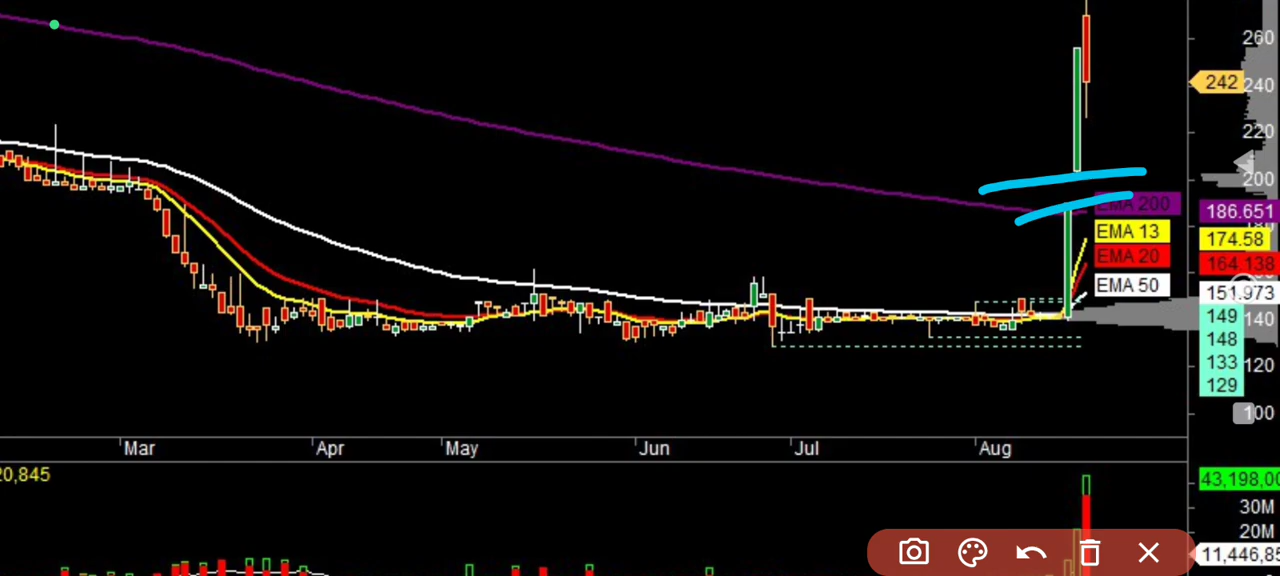 260
242
240
220
200
EMA 200
186.651
EMA 13
174.58
EMA 20
164.138
EMA 50
151.973
149
140
148
133
120
129
100
Mar
Apr
May
Jun
Jul
Aug
20,845
43,198,00
30M
20M
11,446,85